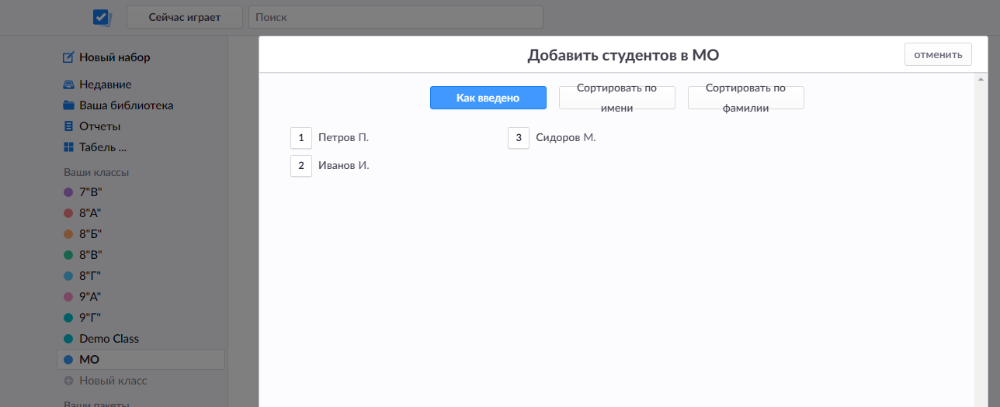 Сейчас играет
Поиск
Новый набор
Недавние
Ваша библиотека
Отчеты
Табель ...
Ваши классы
7"В"
8"А"
8"Б"
8"В"
8"Г"
9"А"
9"Г"
Demo Class
МО
Новый класс
Ваши пакеты
Добавить студентов в МО
отменить
Как введено
Сортировать по
имени
Сортировать по
фамилии
1 Петров П.
2 Иванов И.
3 Сидоров М.